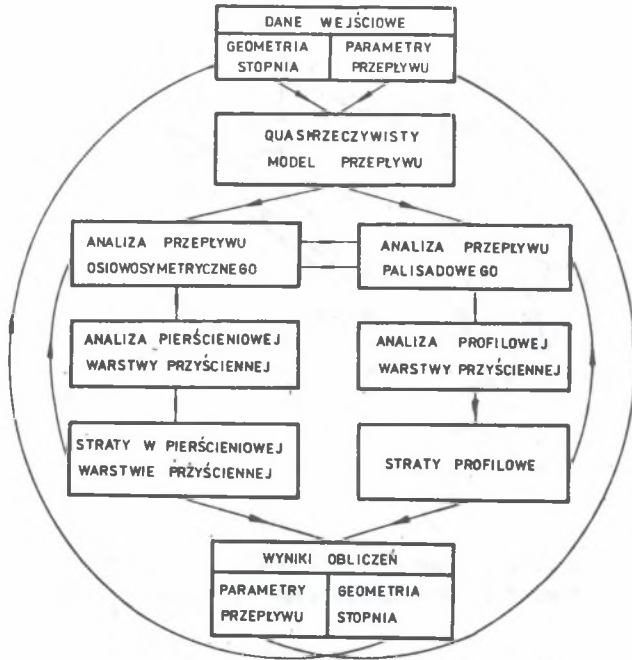 DANE WEJŚCIOWE
GEOMETRIA
STOPNIA
PARAMETRY
PRZEPŁYWU
QUASIRZECZYWISTY
MODEL PRZEPŁYWU
ANALIZA PRZEPŁYWU
OSIOWOSYMETRYCZNEGO
ANALIZA PRZEPŁYWU
PALISADOWEGO
ANALIZA PIERŚCIENIOWEJ
WARSTWY PRZYŚCIENNEJ
ANALIZA PROFILOWEJ
WARSTWY PRZYŚCIENNEJ
STRATY W PIERŚCIENIOWEJ
WARSTWIE PRZYŚCIENNEJ
STRATY PROFILOWE
WYNIKI OBLICZEŃ
PARAMETRY
PRZEPŁYWU
GEOMETRIA
STOPNIA